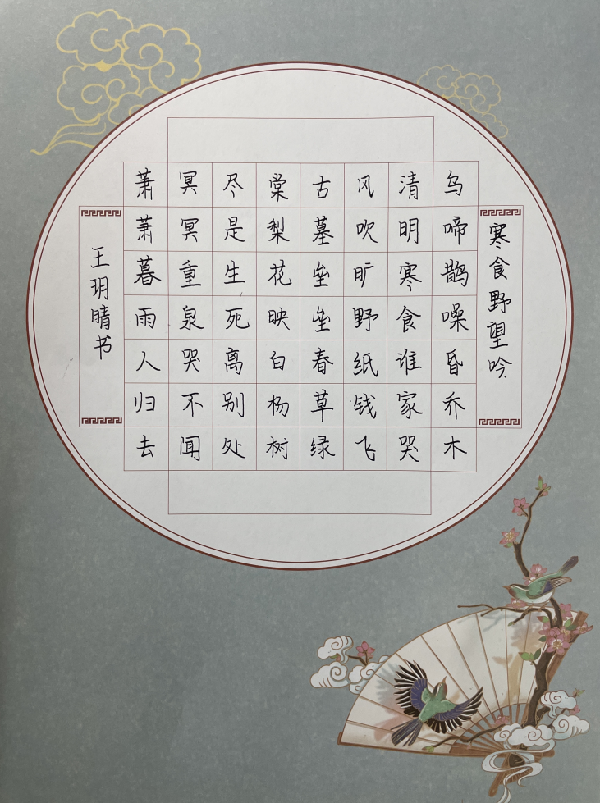 寒食野望吟
乌啼鹊噪昏乔木
清明寒食谁家哭
风吹旷野纸钱飞
古墓垒垒春草绿
棠梨花映白杨树
尽是生死离别处
冥冥重泉哭不闻
萧萧暮雨人归去
王玥晴书